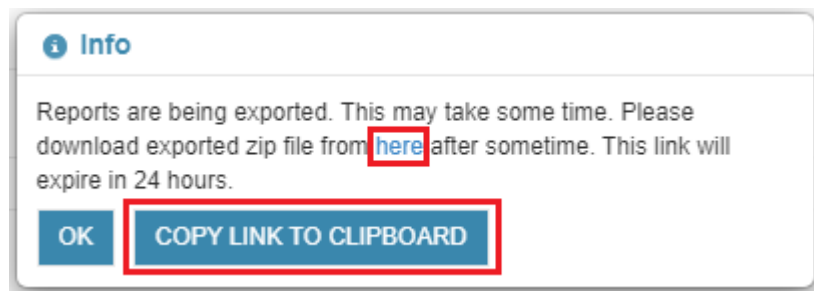 Info
Reports are being exported. This may take some time. Please
download exported zip file from here after sometime. This link will
expire in 24 hours.
OK COPY LINK TO CLIPBOARD